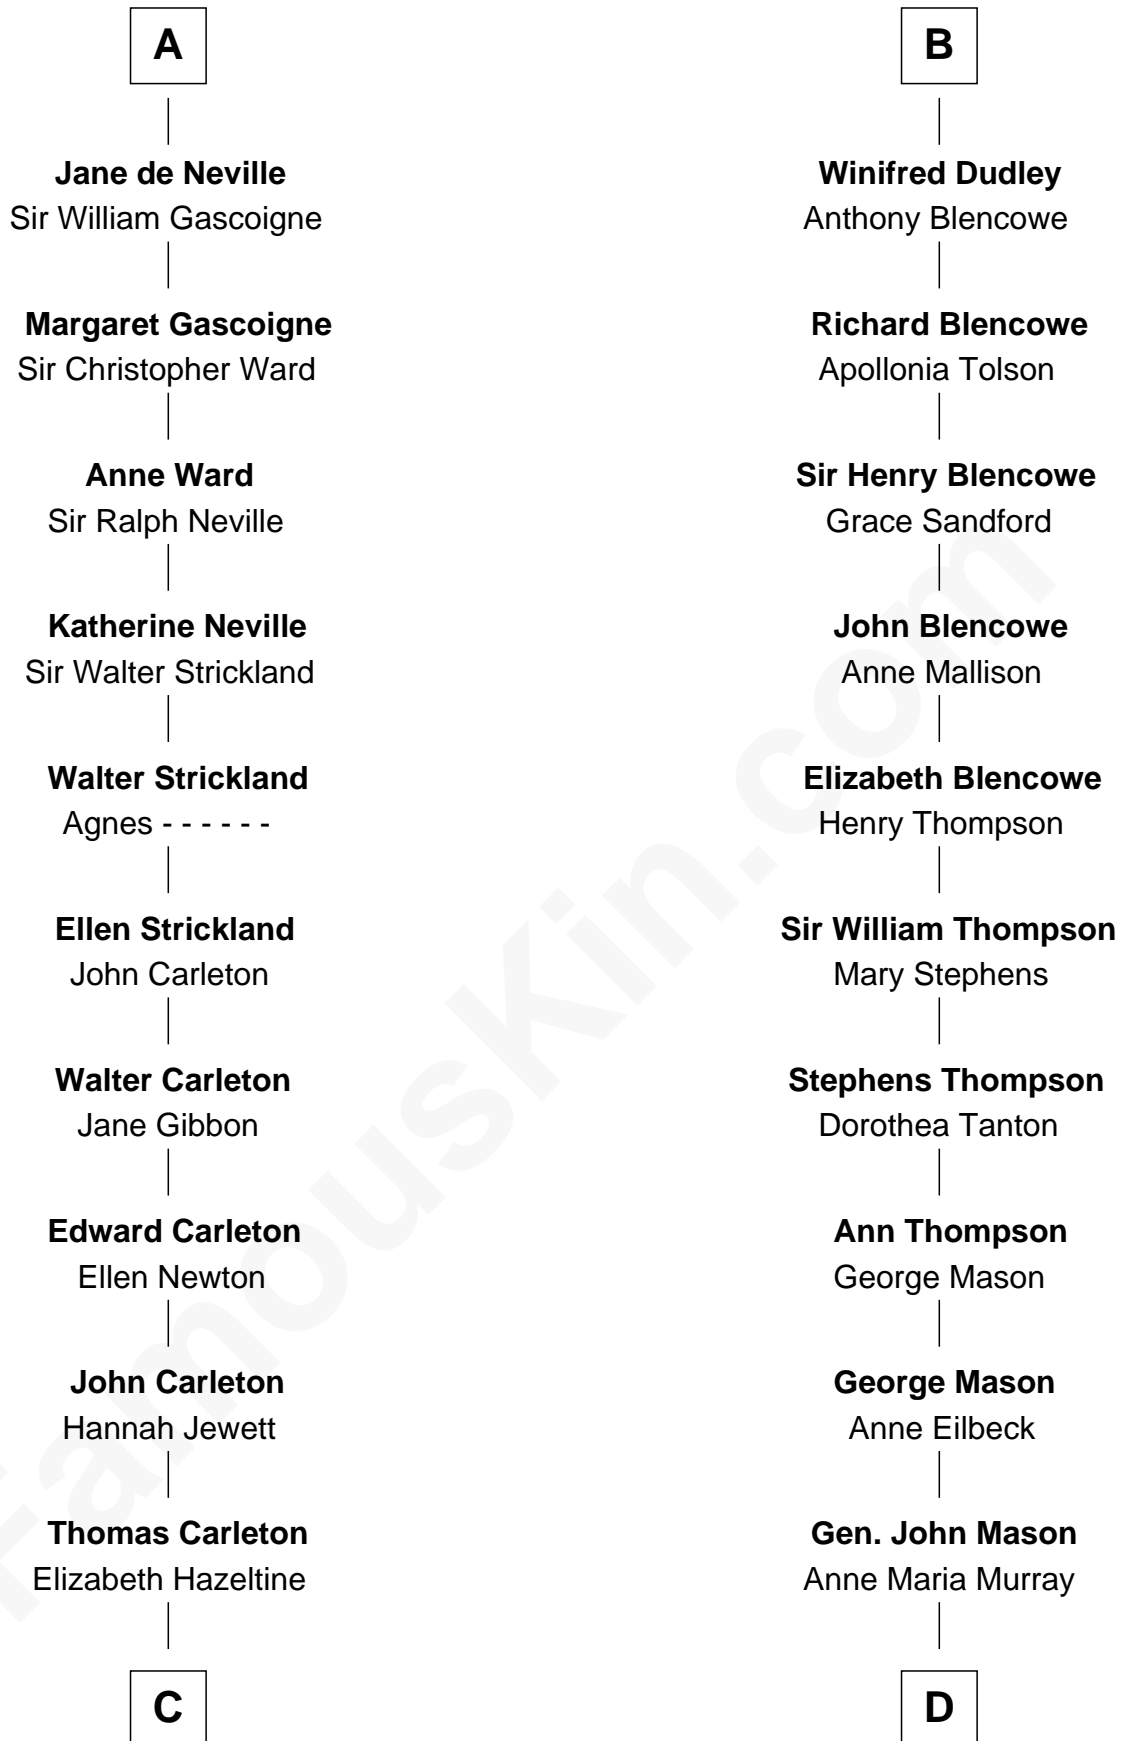 A
Jane de Neville
Sir William Gascoigne
Margaret Gascoigne
Sir Christopher Ward
Anne Ward
Sir Ralph Neville
Katherine Neville
Sir Walter Strickland
Walter Strickland
Agnes - - - - - -
Ellen Strickland
John Carleton
Walter Carleton
Jane Gibbon
Edward Carleton
Ellen Newton
John Carleton
Hannah Jewett
Thomas Carleton
Elizabeth Hazeltine
C
B
Winifred Dudley
Anthony Blencowe
Richard Blencowe
Apollonia Tolson
Sir Henry Blencowe
Grace Sandford
John Blencowe
Anne Mallison
Elizabeth Blencowe
Henry Thompson
Sir William Thompson
Mary Stephens
Stephens Thompson
Dorothea Tanton
Ann Thompson
George Mason
George Mason
Anne Eilbeck
Gen. John Mason
Anne Maria Murray
D
FamousKin.com